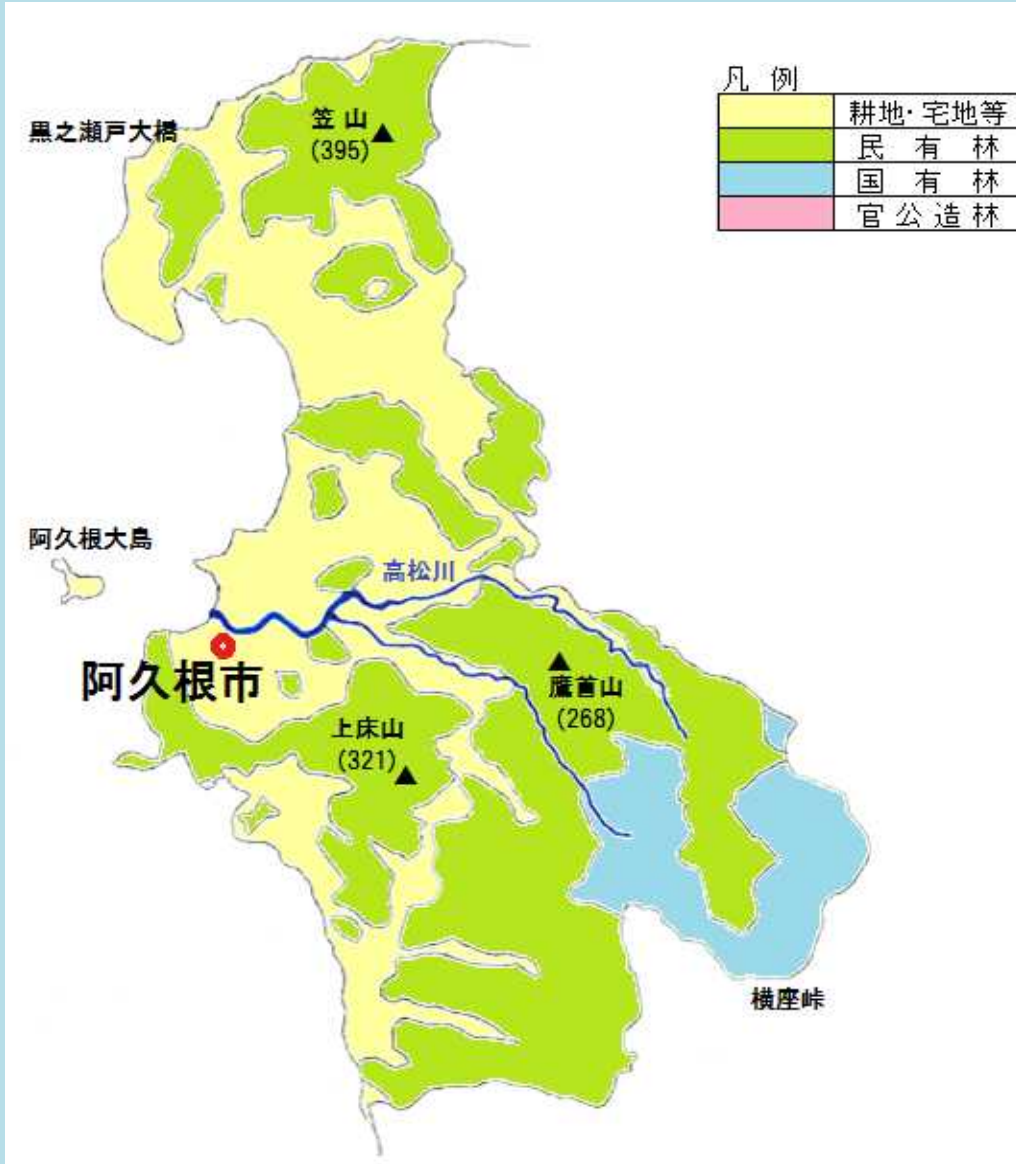 凡 例
耕地・宅地等
民 有 林
国 有 林
官 公 造 林
黒之瀬戸大橋
笠 山
(395)
阿久根大島
高松川
阿久根市
鷹首山
(268)
上床山
(321)
横座峠